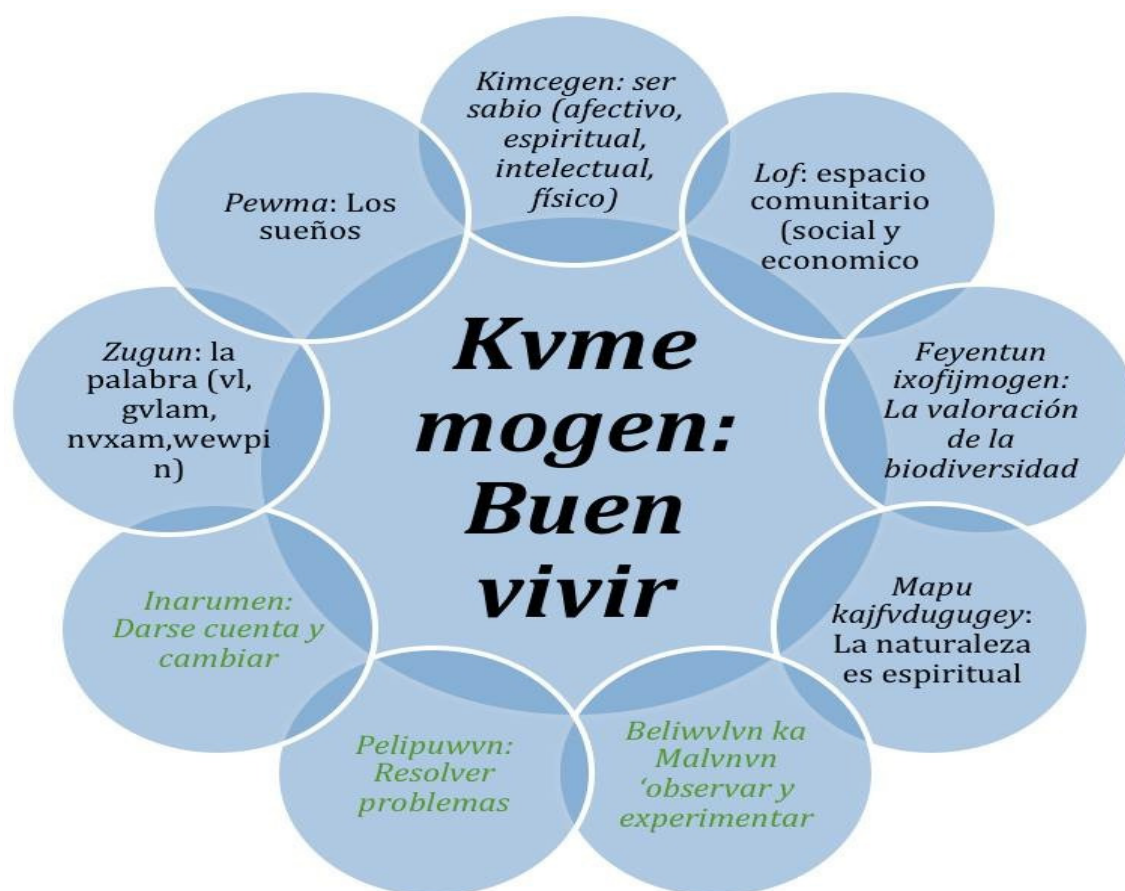 Kvme
mogen:
Buen
vivir
Kimcegen: ser
sabio (afectivo,
espiritual,
intelectual,
físico)
Lof: espacio
comunitario
(social y
economico
Feyentun
ixofijmogen:
La valoración
de la
biodiversidad
Mapu
kajfvdugugey:
La naturaleza
es espiritual
Beliwvlvn ka
Malvnvn
‘observar y
experimentar
Pelipuwvn:
Resolver
problemas
Inarumen:
Darse cuenta y
cambiar
Zugun: la
palabra (vl,
gvlam,
nvxam,wewpi
n)
Pewma: Los
sueños